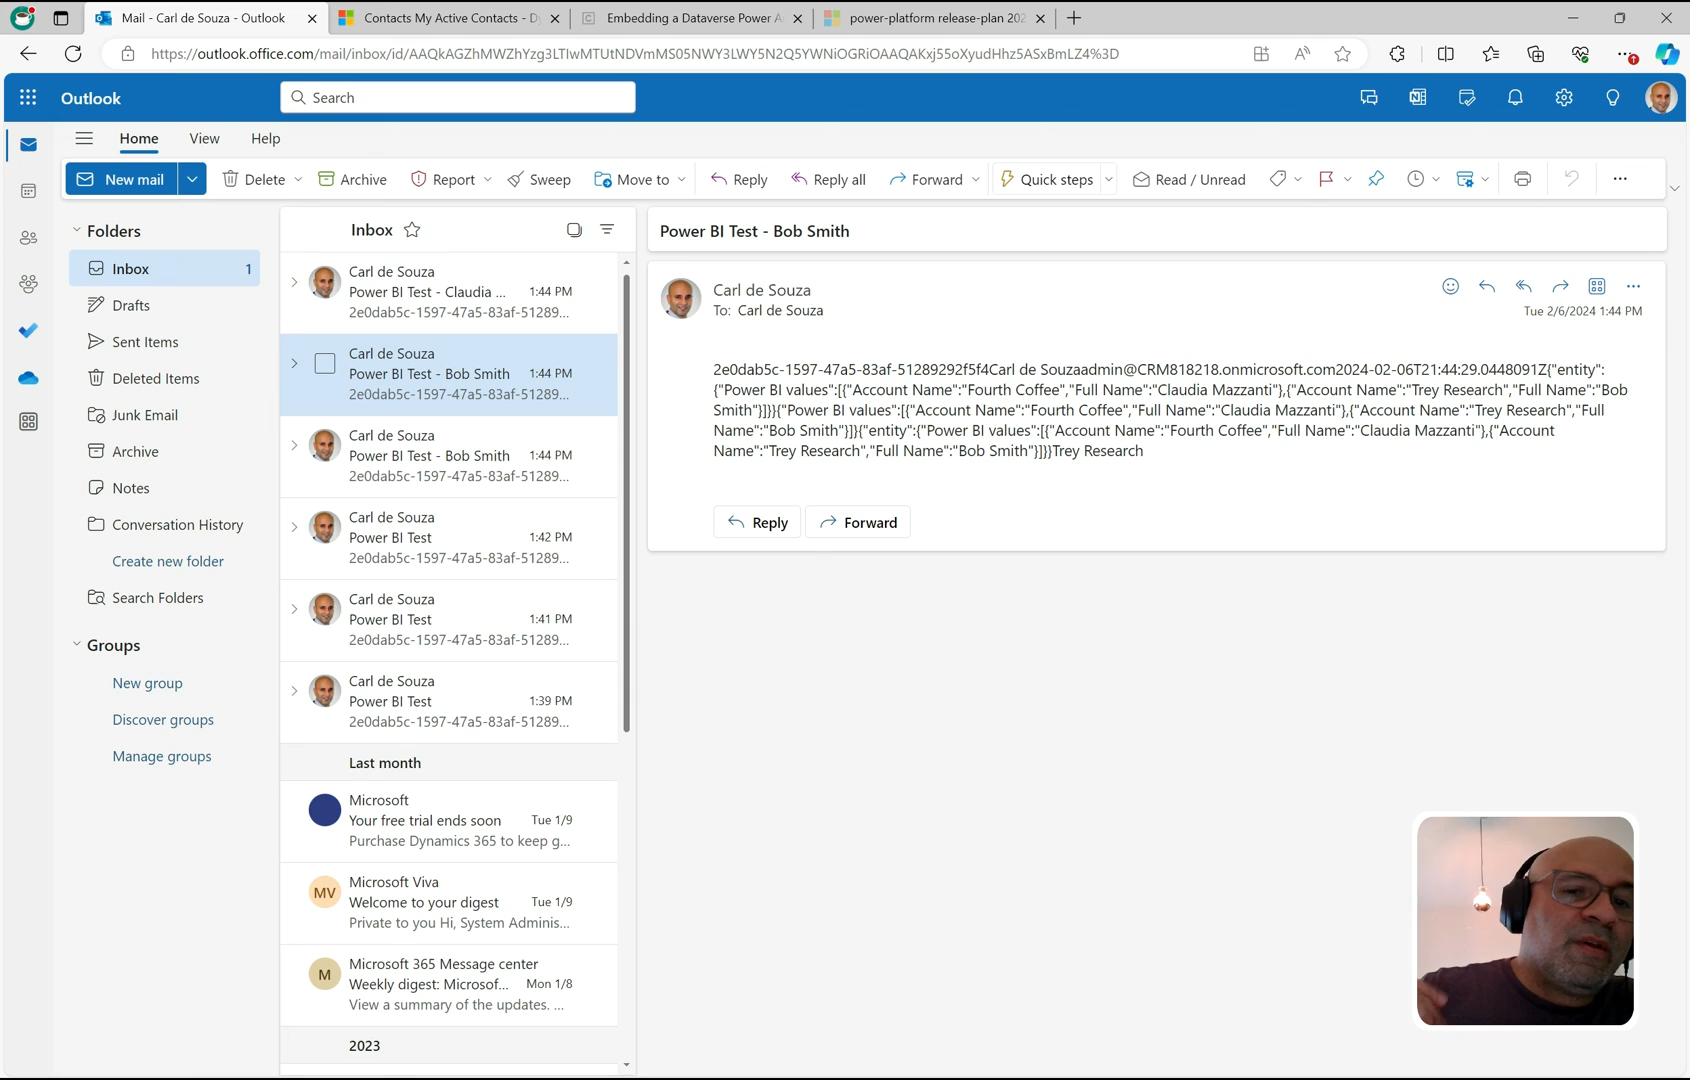 Mail - Carl de Souza - Outlook
Contacts My Active Contacts - Dy
Embedding a Dataverse Power A
power-platform release-plan 202
https://outlook.office.com/mail/inbox/id/AAQkAGZhMWZhYzg3LTIwMTUtNDVmMS05NWY3LWY5N2Q5YWNiOGRiOAAQAKxj55oXyudHhz5ASxBmLZ4%3D
Outlook
Search
Home
View
Help
New mail
Delete
Archive
Report
Sweep
Move to
Reply
Reply all
Forward
Quick steps
Read / Unread
Folders
Inbox 1
Drafts
Sent Items
Deleted Items
Junk Email
Archive
Notes
Conversation History
Create new folder
Search Folders
Groups
New group
Discover groups
Manage groups
Inbox
Carl de Souza
Power BI Test - Claudia ... 1:44 PM
2e0dab5c-1597-47a5-83af-51289...
Carl de Souza
Power BI Test - Bob Smith 1:44 PM
2e0dab5c-1597-47a5-83af-51289...
Carl de Souza
Power BI Test - Bob Smith 1:44 PM
2e0dab5c-1597-47a5-83af-51289...
Carl de Souza
Power BI Test 1:42 PM
2e0dab5c-1597-47a5-83af-51289...
Carl de Souza
Power BI Test 1:41 PM
2e0dab5c-1597-47a5-83af-51289...
Carl de Souza
Power BI Test 1:39 PM
2e0dab5c-1597-47a5-83af-51289...
Last month
Microsoft
Your free trial ends soon Tue 1/9
Purchase Dynamics 365 to keep g...
MV
Microsoft Viva
Welcome to your digest Tue 1/9
Private to you Hi, System Adminis...
M
Microsoft 365 Message center
Weekly digest: Microsof... Mon 1/8
View a summary of the updates. ...
2023
Power BI Test - Bob Smith
Carl de Souza
To: Carl de Souza
Tue 2/6/2024 1:44 PM
2e0dab5c-1597-47a5-83af-51289292f5f4Carl de Souzaadmin@CRM818218.onmicrosoft.com2024-02-06T21:44:29.0448091Z{"entity":
{"Power BI values":[{"Account Name":"Fourth Coffee","Full Name":"Claudia Mazzanti"},{"Account Name":"Trey Research","Full Name":"Bob
Smith"}]}}{"Power BI values":[{"Account Name":"Fourth Coffee","Full Name":"Claudia Mazzanti"},{"Account Name":"Trey Research","Full
Name":"Bob Smith"}]}{"entity":{"Power BI values":[{"Account Name":"Fourth Coffee","Full Name":"Claudia Mazzanti"},{"Account
Name":"Trey Research","Full Name":"Bob Smith"}]}}Trey Research
Reply
Forward